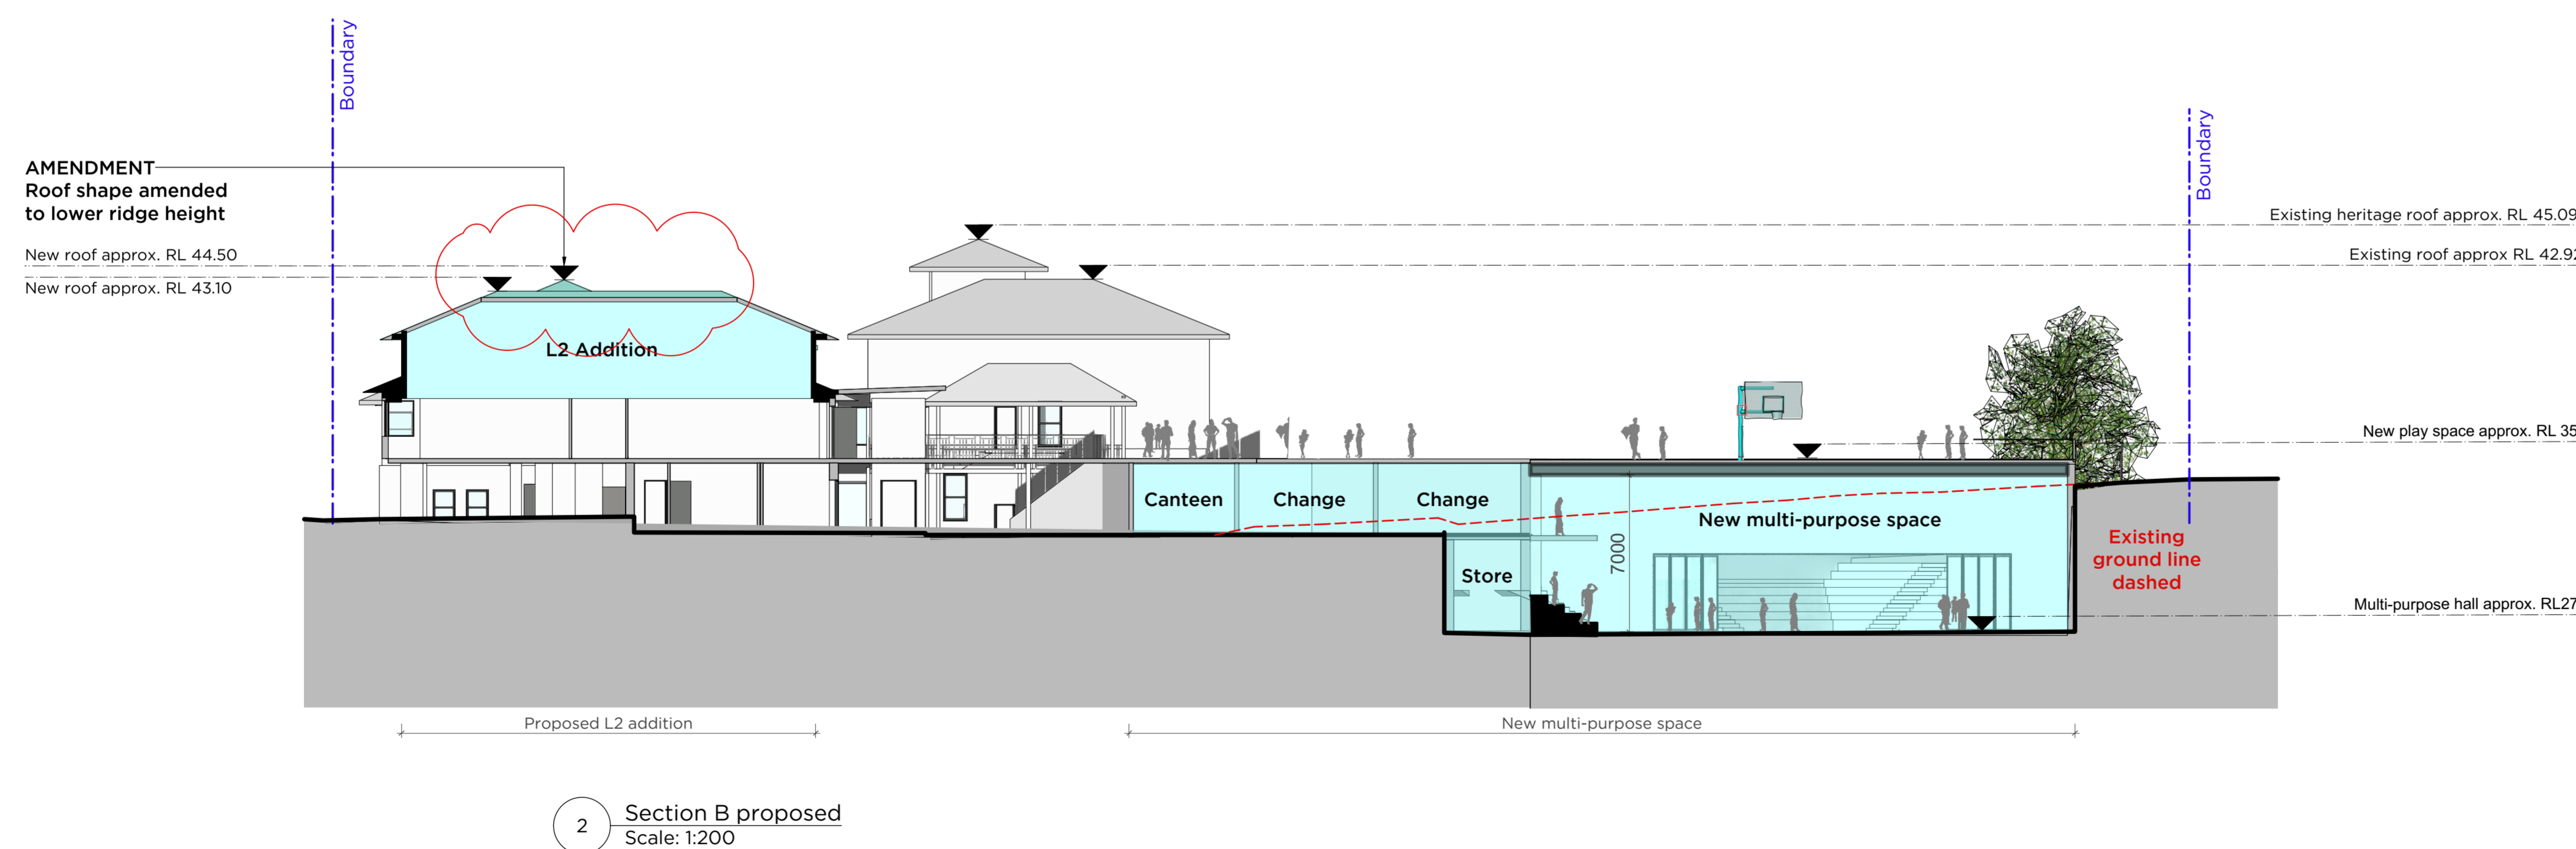 Boundary
Boundary
AMENDMENT
Roof shape amended
to lower ridge height
New roof approx. RL 44.50
New roof approx. RL 43.10
Existing heritage roof approx. RL 45.09
Existing roof approx RL 42.92
New play space approx. RL 35
Multi-purpose hall approx. RL27
L2 Addition
Canteen
Change
Change
Store
7000
New multi-purpose space
Existing
ground line
dashed
Proposed L2 addition
New multi-purpose space
2
Section B proposed
Scale: 1:200